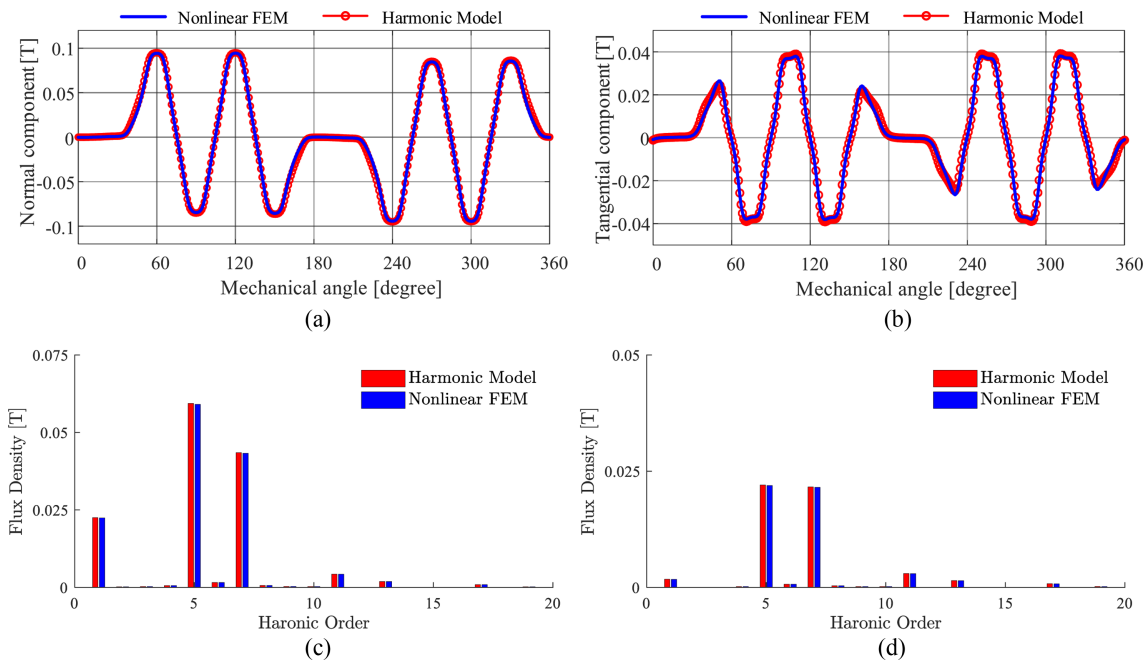 Nonlinear FEM Harmonic Model
Normal component [T]
0.1
0.05
0
-0.05
-0.1
0 60 120 180 240 300 360
Mechanical angle [degree]
(a)
Nonlinear FEM Harmonic Model
Tangential component [T]
0.04
0.02
0
-0.02
-0.04
0 60 120 180 240 300 360
Mechanical angle [degree]
(b)
Flux Density [T]
0.075
0.05
0.025
0
Harmonic Model
Nonlinear FEM
0 5 10 15 20
Haronic Order
(c)
Flux Density [T]
0.05
0.025
0
Harmonic Model
Nonlinear FEM
0 5 10 15 20
Haronic Order
(d)